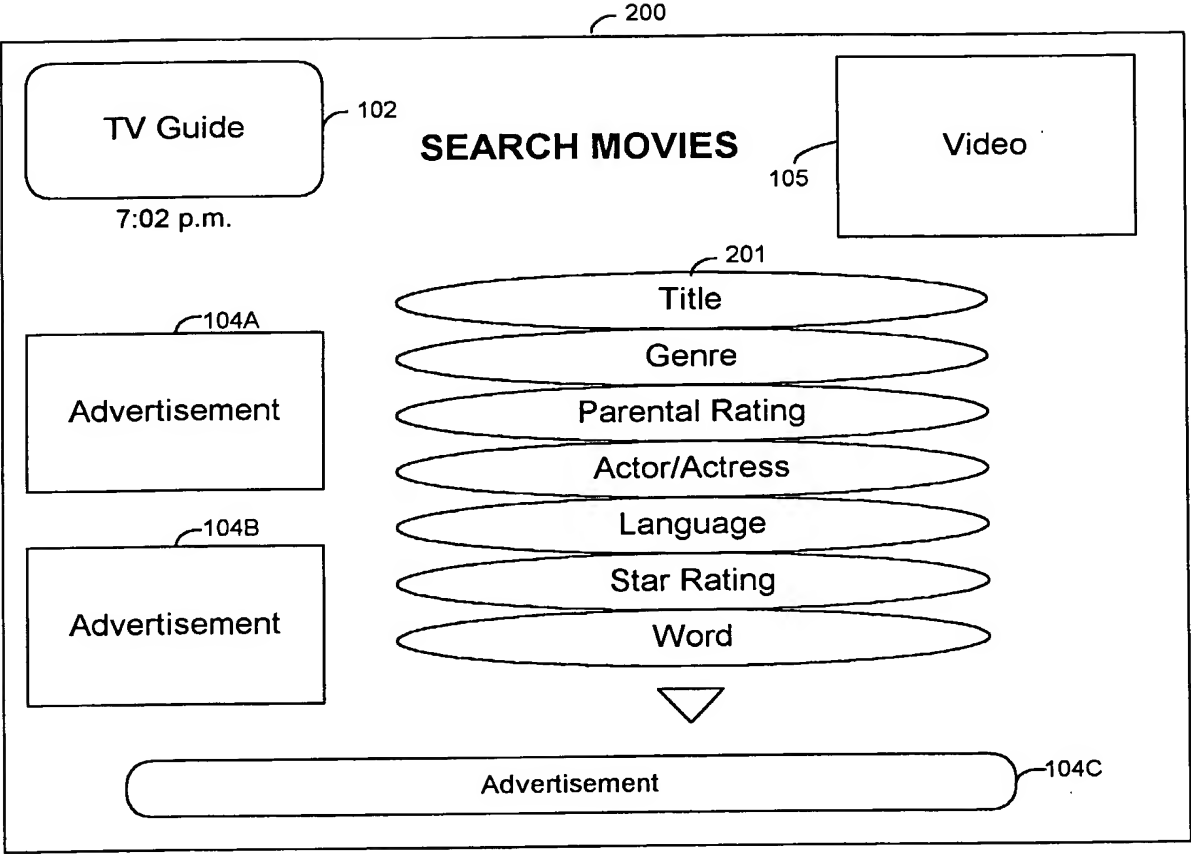 200
TV Guide
102
SEARCH MOVIES
Video
105
7:02 p.m.
201
Title
Genre
Parental Rating
Actor/Actress
Language
Star Rating
Word
104A
Advertisement
104B
Advertisement
Advertisement
104C